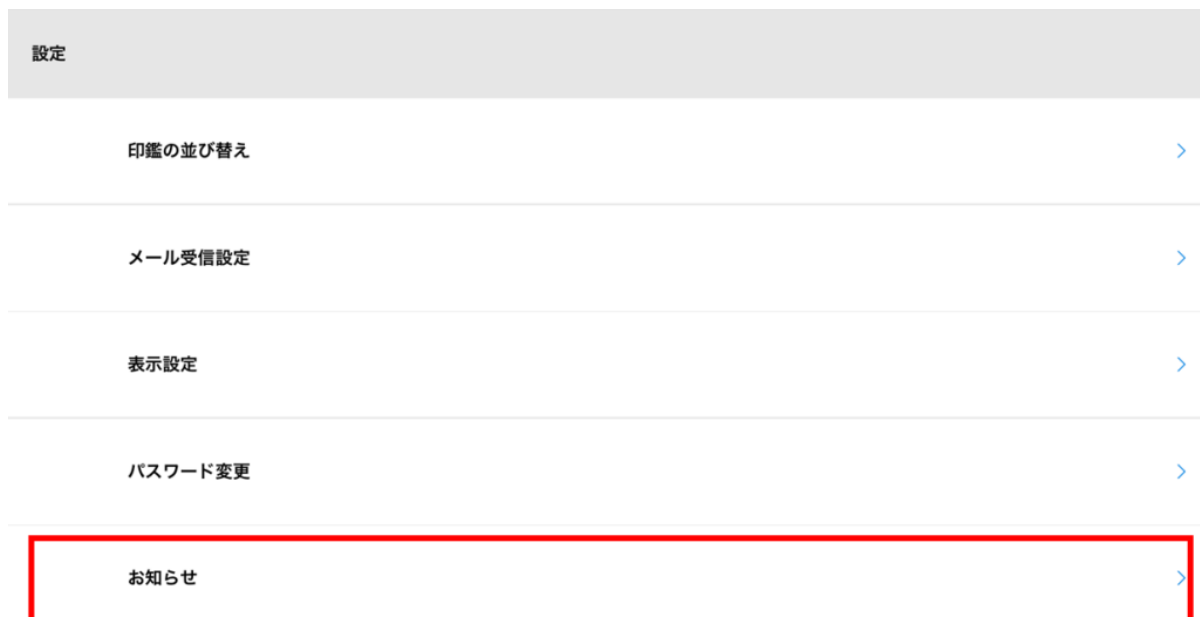 設定
印鑑の並び替え
メール受信設定
表示設定
パスワード変更
お知らせ